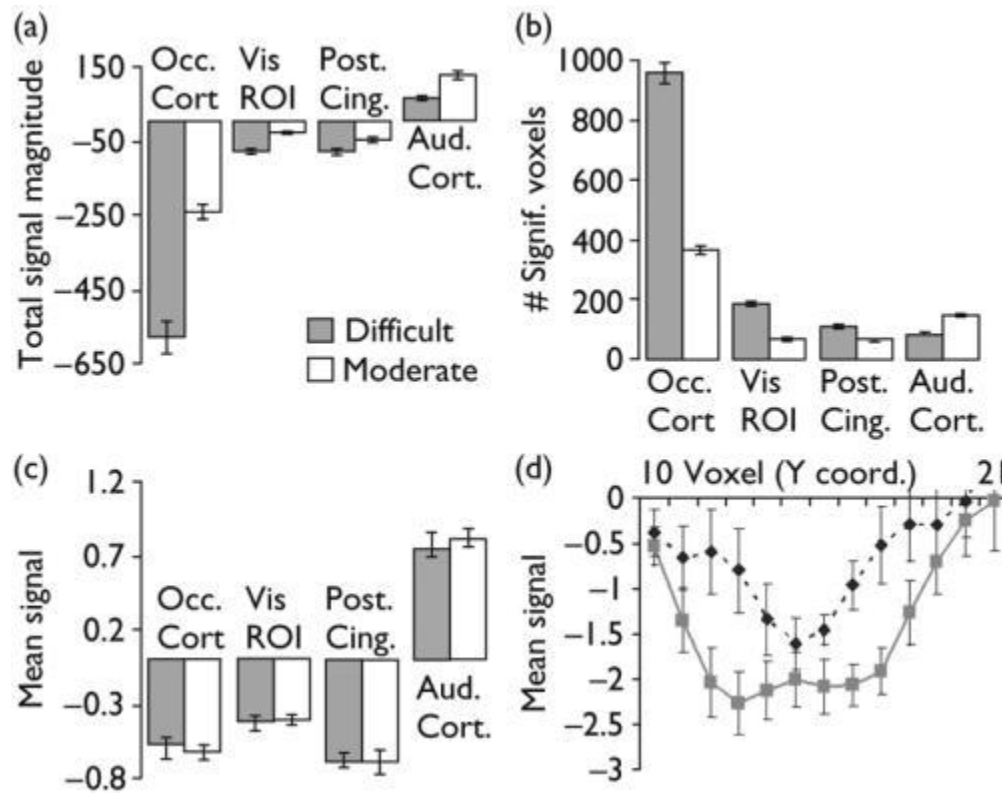 (a)
Total signal magnitude
150
−50
−250
−450
−650
Occ.
Cort
Vis
ROI
Post.
Cing.
Aud.
Cort.
Difficult
Moderate
(b)
# Signif. voxels
1000
800
600
400
200
0
Occ.
Cort
Vis
ROI
Post.
Cing.
Aud.
Cort.
(c)
Mean signal
1.2
0.7
0.2
−0.3
−0.8
Occ.
Cort
Vis
ROI
Post.
Cing.
Aud.
Cort.
(d)
10 Voxel (Y coord.) 21
Mean signal
0
−0.5
−1
−1.5
−2
−2.5
−3